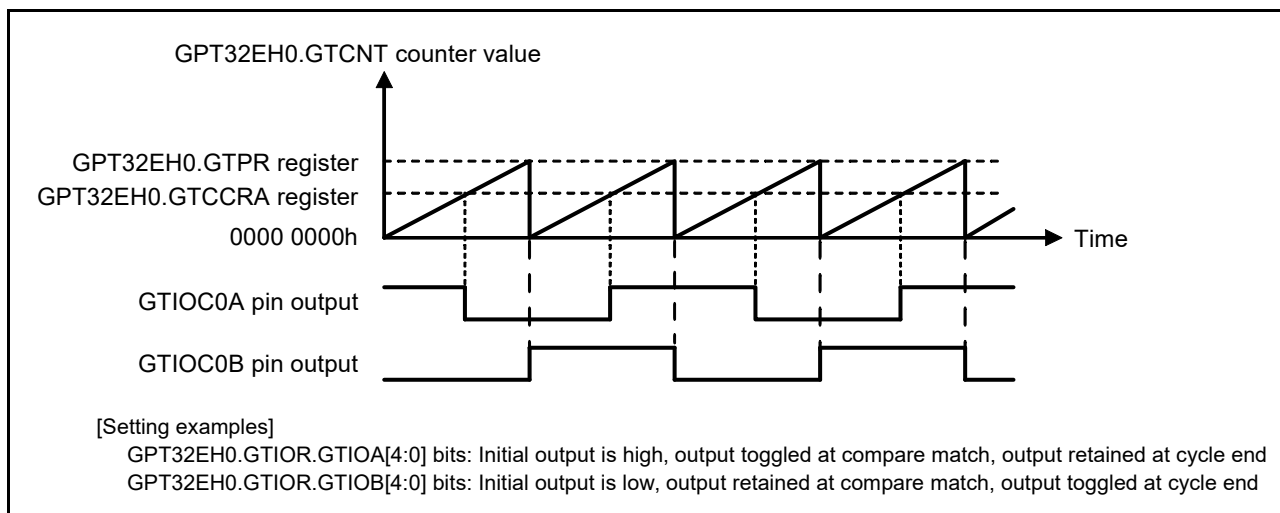 GPT32EH0.GTCNT counter value
GPT32EH0.GTPR register
GPT32EH0.GTCCRA register
0000 0000h
Time
GTIOC0A pin output
GTIOC0B pin output
[Setting examples]
GPT32EH0.GTIOR.GTIOA[4:0] bits: Initial output is high, output toggled at compare match, output retained at cycle end
GPT32EH0.GTIOR.GTIOB[4:0] bits: Initial output is low, output retained at compare match, output toggled at cycle end